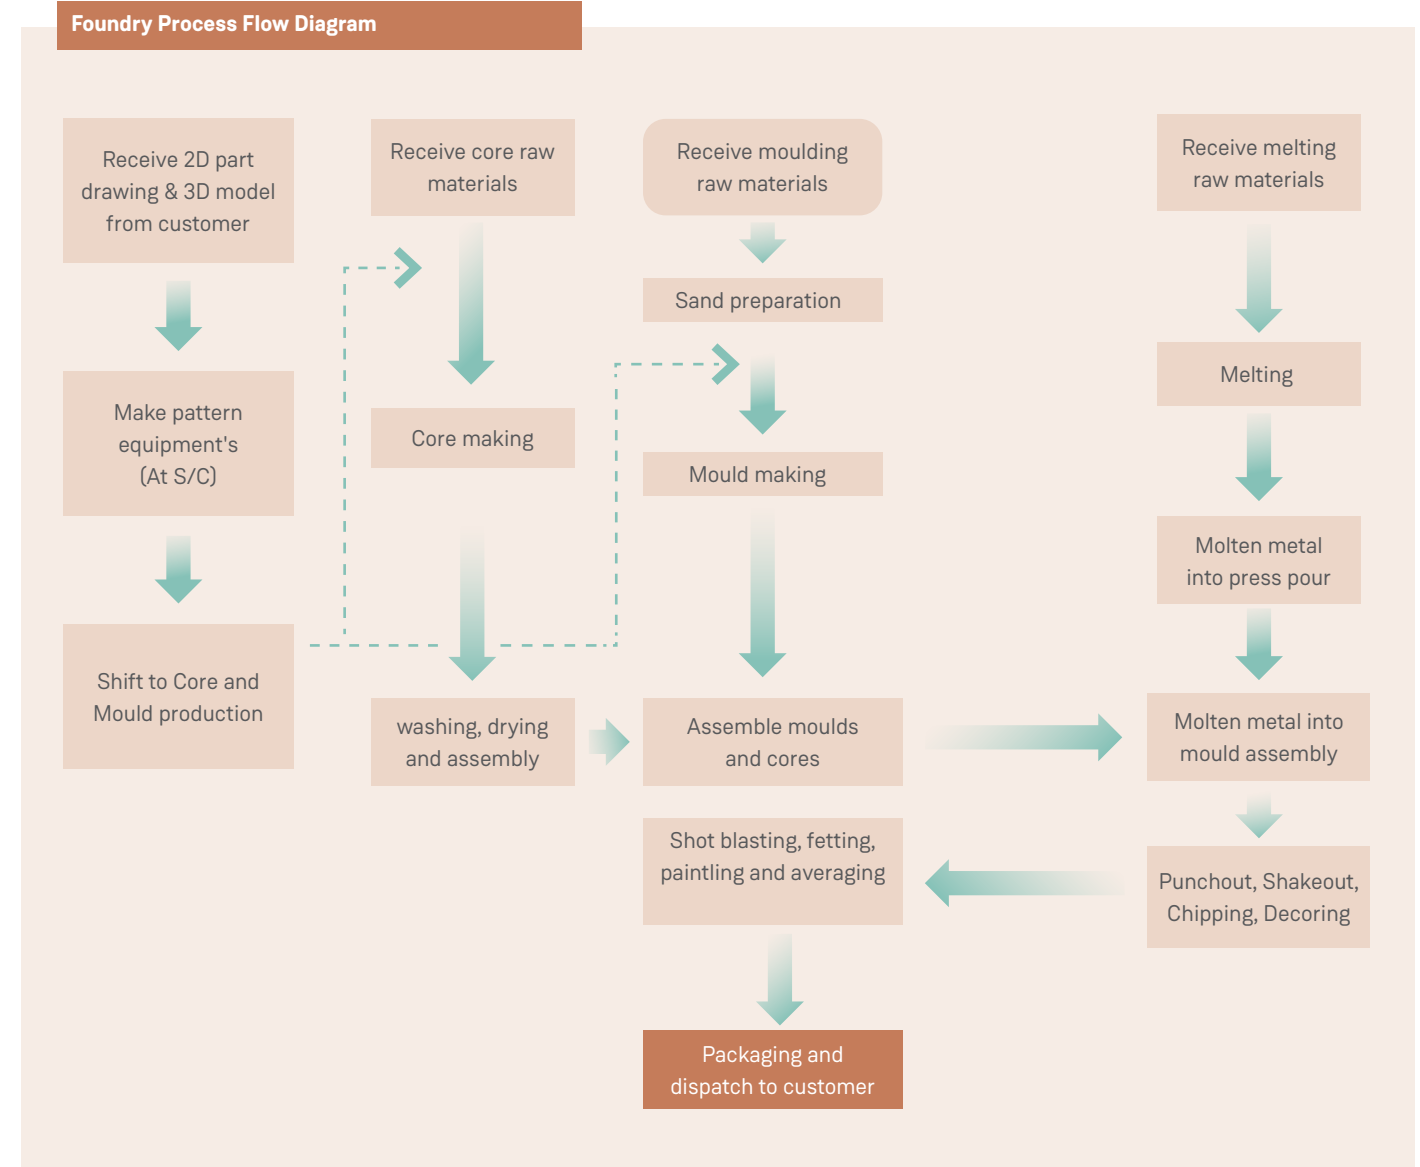 Foundry Process Flow Diagram
Receive 2D part
drawing & 3D model
from customer
Make pattern
equipment's
(At S/C)
Shift to Core and
Mould production
Receive core raw
materials
Core making
washing, drying
and assembly
Receive moulding
raw materials
Sand preparation
Mould making
Assemble moulds
and cores
Receive melting
raw materials
Melting
Molten metal
into press pour
Molten metal into
mould assembly
Punchout, Shakeout,
Chipping, Decoring
Shot blasting, fetting,
paintling and averaging
Packaging and
dispatch to customer